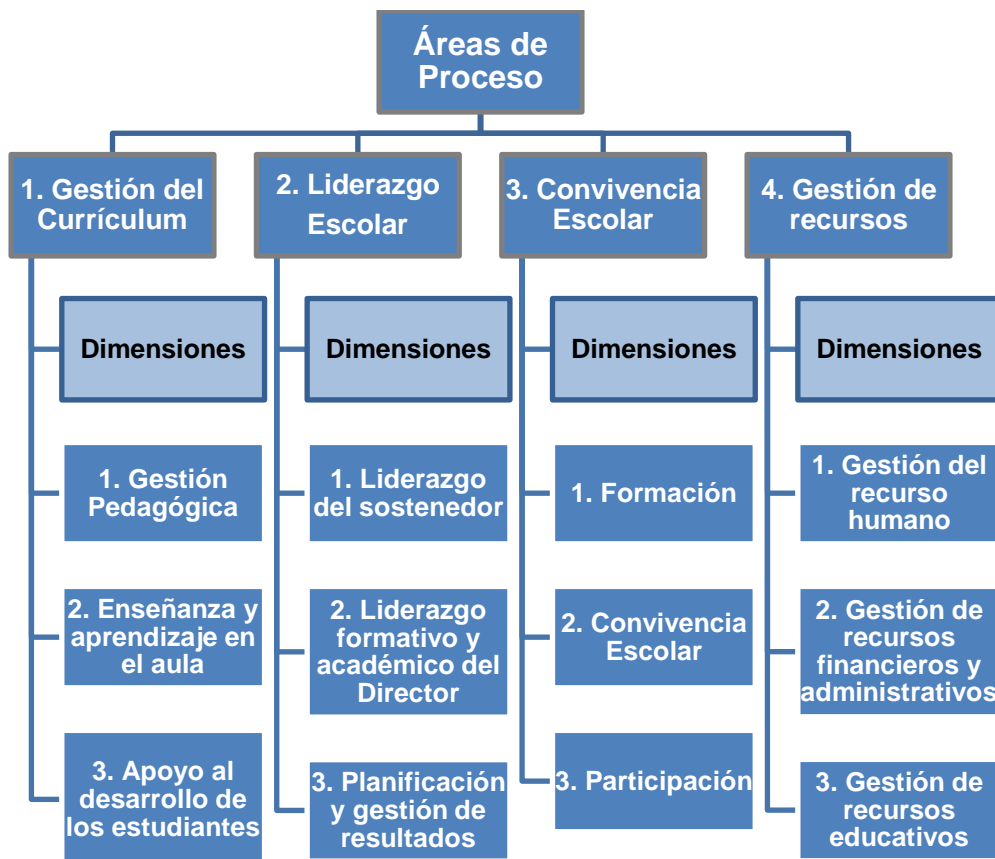 Áreas de
Proceso
1. Gestión del
Currículum
2. Liderazgo
Escolar
3. Convivencia
Escolar
4. Gestión de
recursos
Dimensiones
Dimensiones
Dimensiones
Dimensiones
1. Gestión
Pedagógica
1. Liderazgo
del sostenedor
1. Formación
1. Gestión del
recurso
humano
2. Enseñanza y
aprendizaje en
el aula
2. Liderazgo
formativo y
académico del
Director
2. Convivencia
Escolar
2. Gestión de
recursos
financieros y
administrativos
3. Apoyo al
desarrollo de
los estudiantes
3. Planificación
y gestión de
resultados
3. Participación
3. Gestión de
recursos
educativos